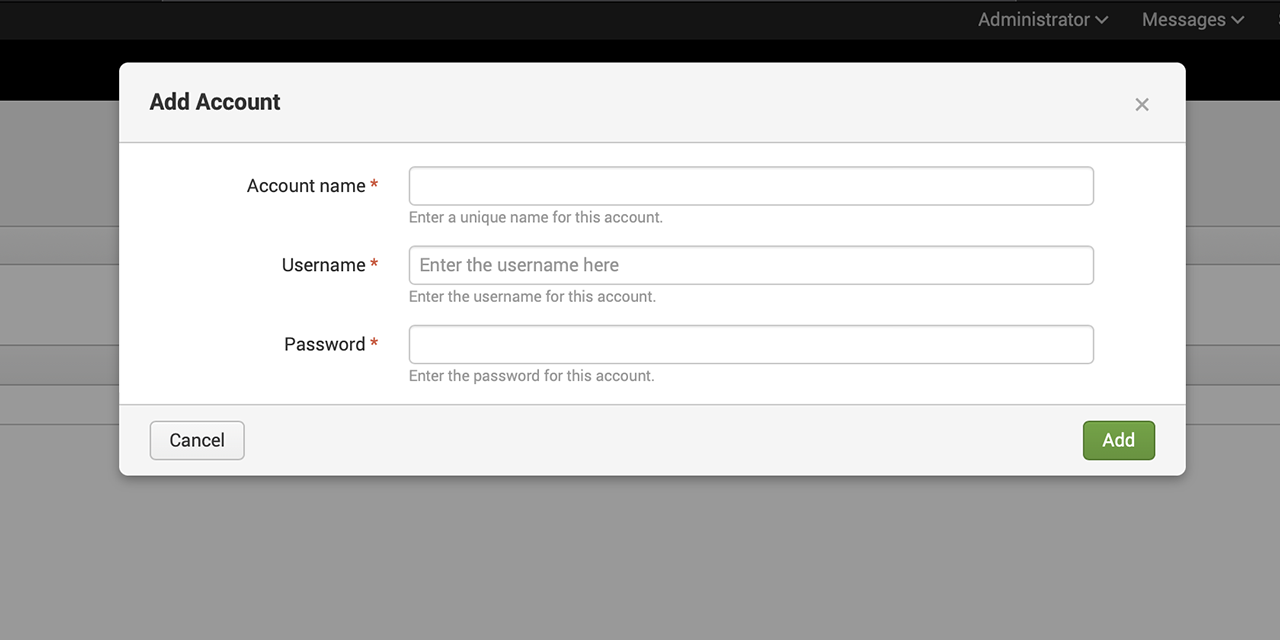 Administrator Messages
Add Account ×
Account name *
Enter a unique name for this account.
Username * Enter the username here
Enter the username for this account.
Password *
Enter the password for this account.
Cancel Add